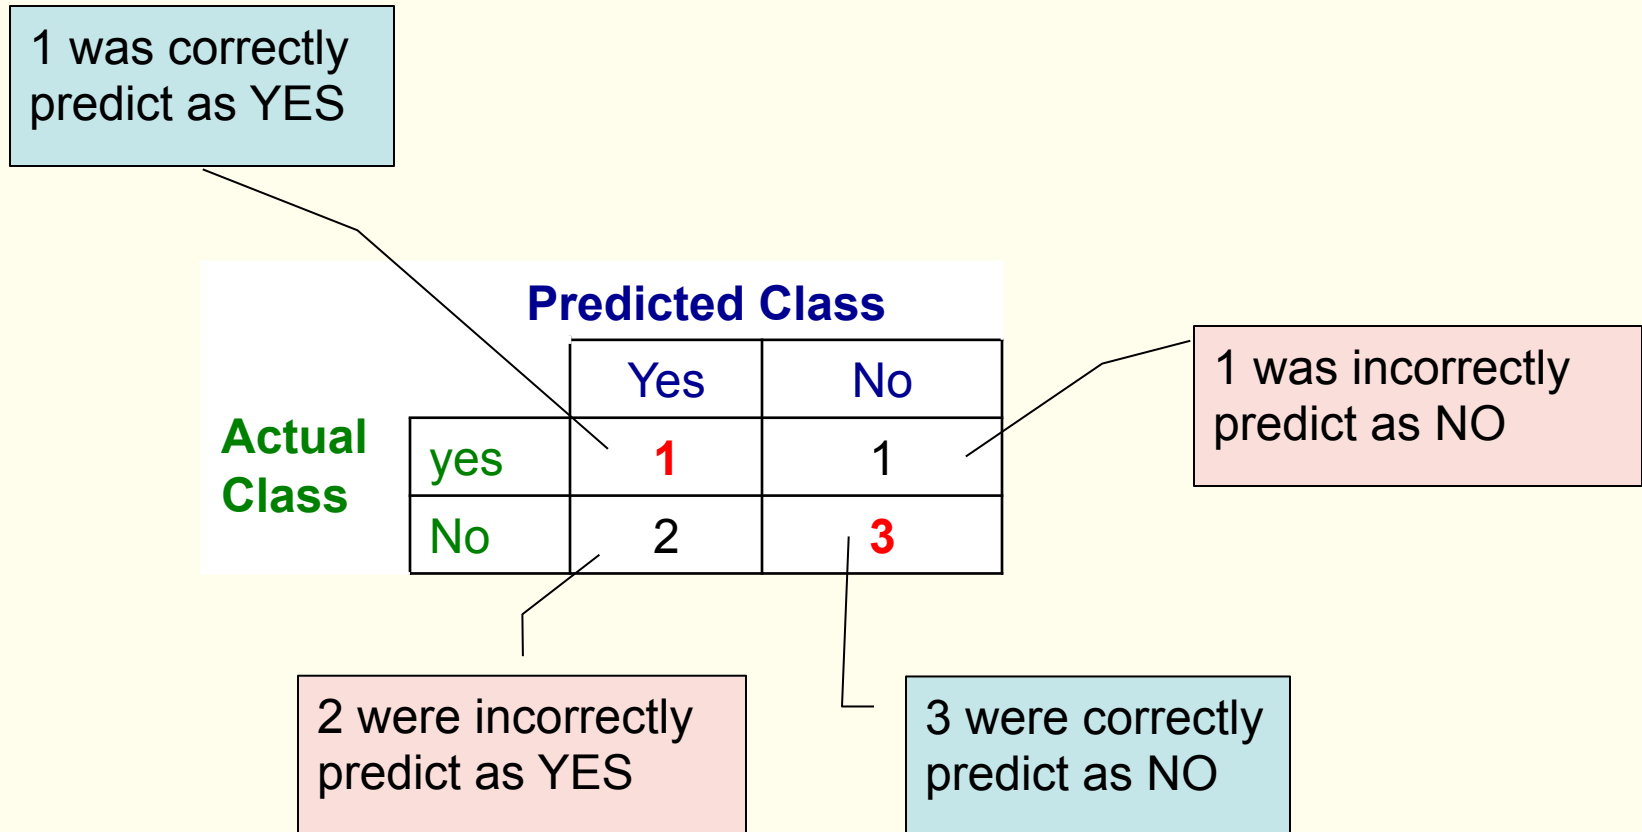 1 was correctly
predict as YES
Predicted Class
Yes No
Actual
Class
yes 1 1
No 2 3
1 was incorrectly
predict as NO
2 were incorrectly
predict as YES
3 were correctly
predict as NO